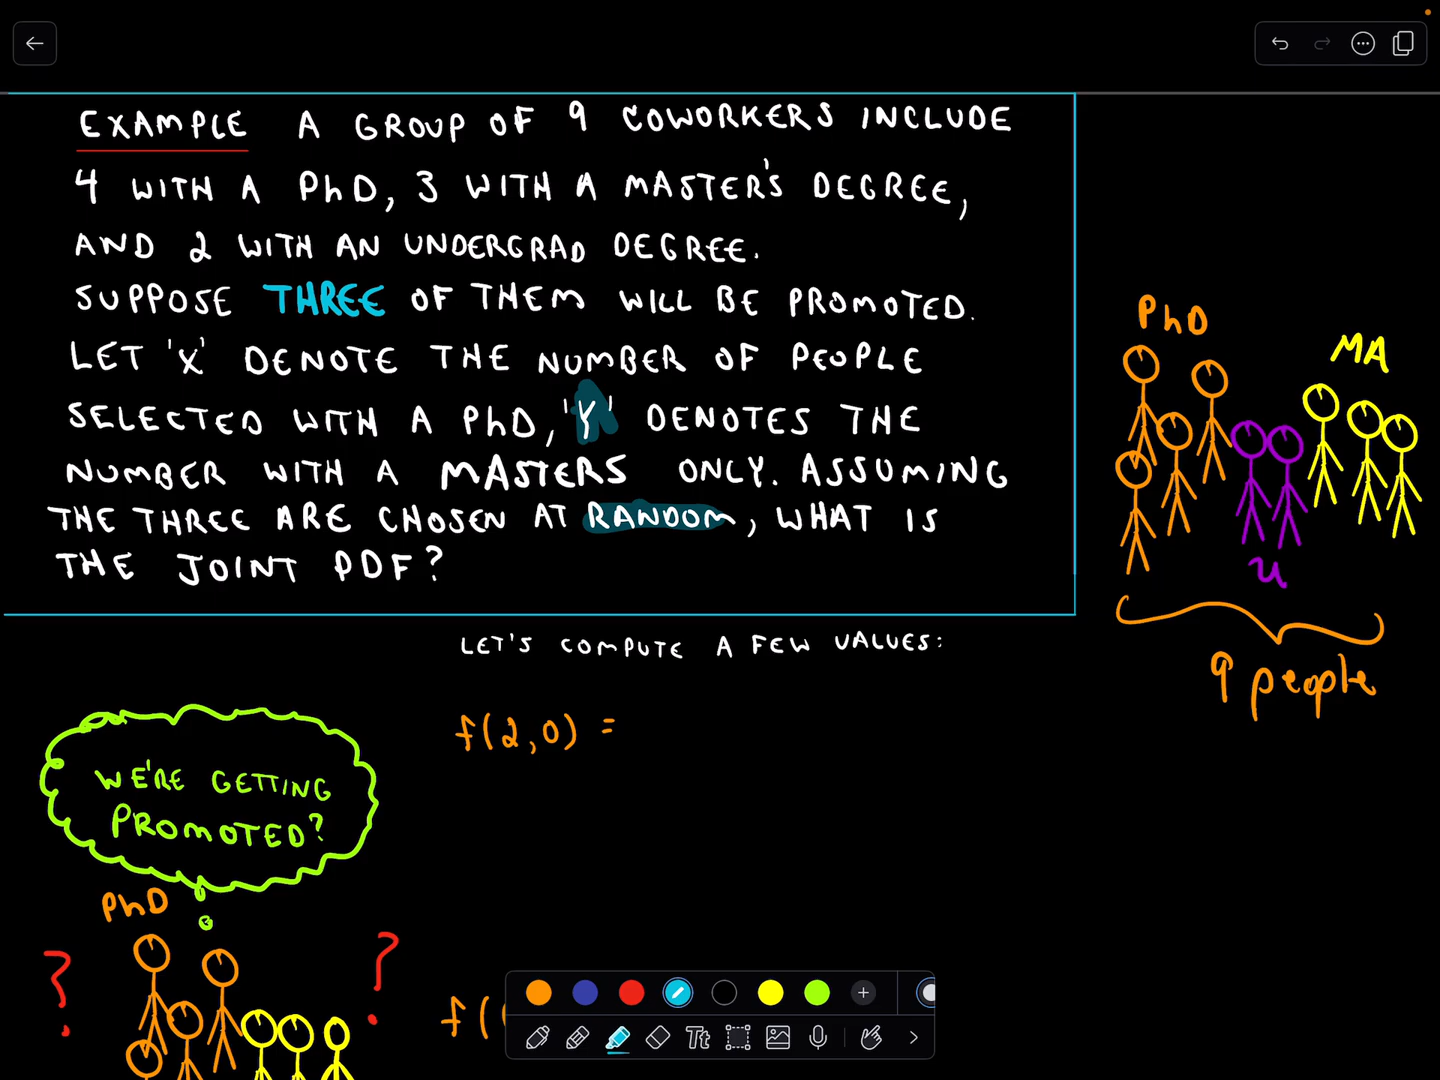 EXAMPLE A GROUP OF 9 COWORKERS INCLUDE
4 WITH A PhD, 3 WITH A MASTER'S DEGREE,
AND 2 WITH AN UNDERGRAD DEGREE.
SUPPOSE THREE OF THEM WILL BE PROMOTED.
LET 'X' DENOTE THE NUMBER OF PEOPLE
SELECTED WITH A PhD, 'Y' DENOTES THE
NUMBER WITH A MASTERS ONLY. ASSUMING
THE THREE ARE CHOSEN AT RANDOM, WHAT IS
THE JOINT PDF?
PhD
MA
u
9 people
LET'S COMPUTE A FEW VALUES:
f(2,0) =
WE'RE GETTING
PROMOTED?
PhD
? ?
f(
Tt